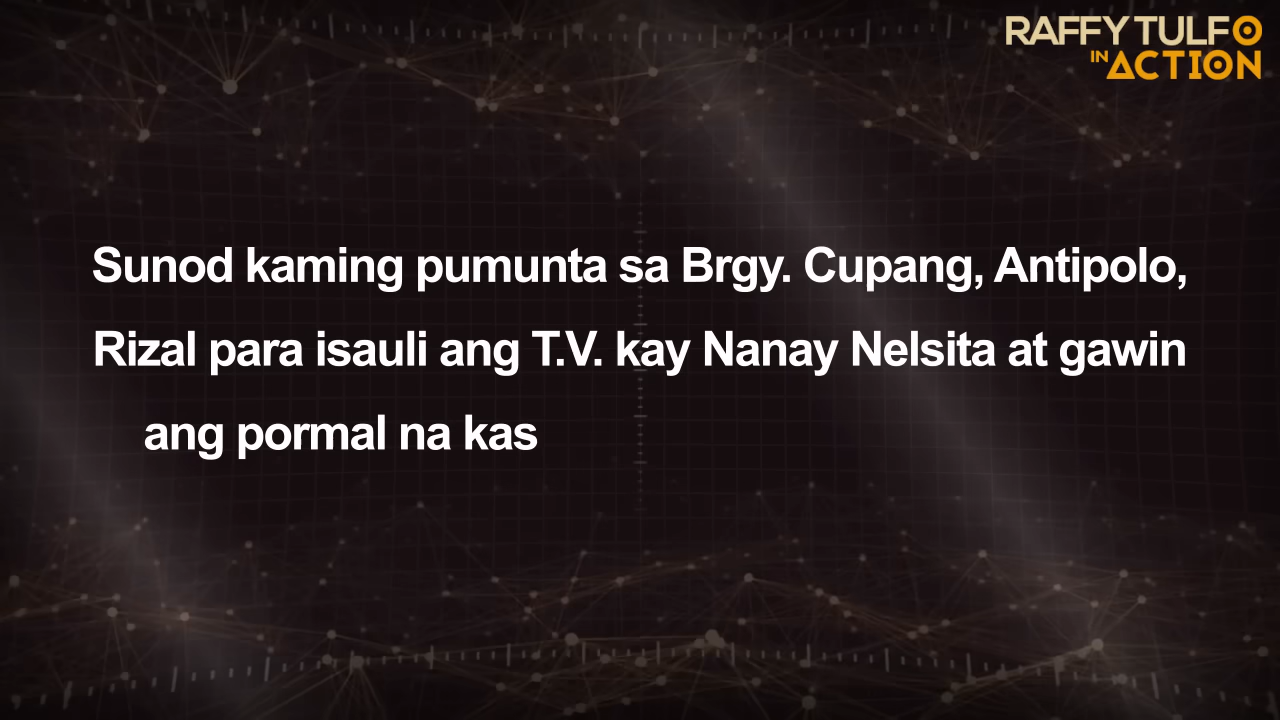 RAFFY TULFO
IN ACTION
Sunod kaming pumunta sa Brgy. Cupang, Antipolo,
Rizal para isauli ang T.V. kay Nanay Nelsita at gawin
ang pormal na kas